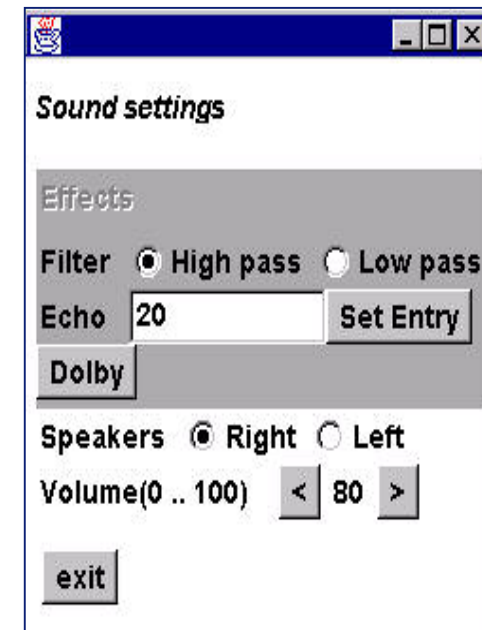 Sound settings
Effects
Filter High pass Low pass
Echo 20 Set Entry
Dolby
Speakers Right Left
Volume(0 .. 100) < 80 >
exit